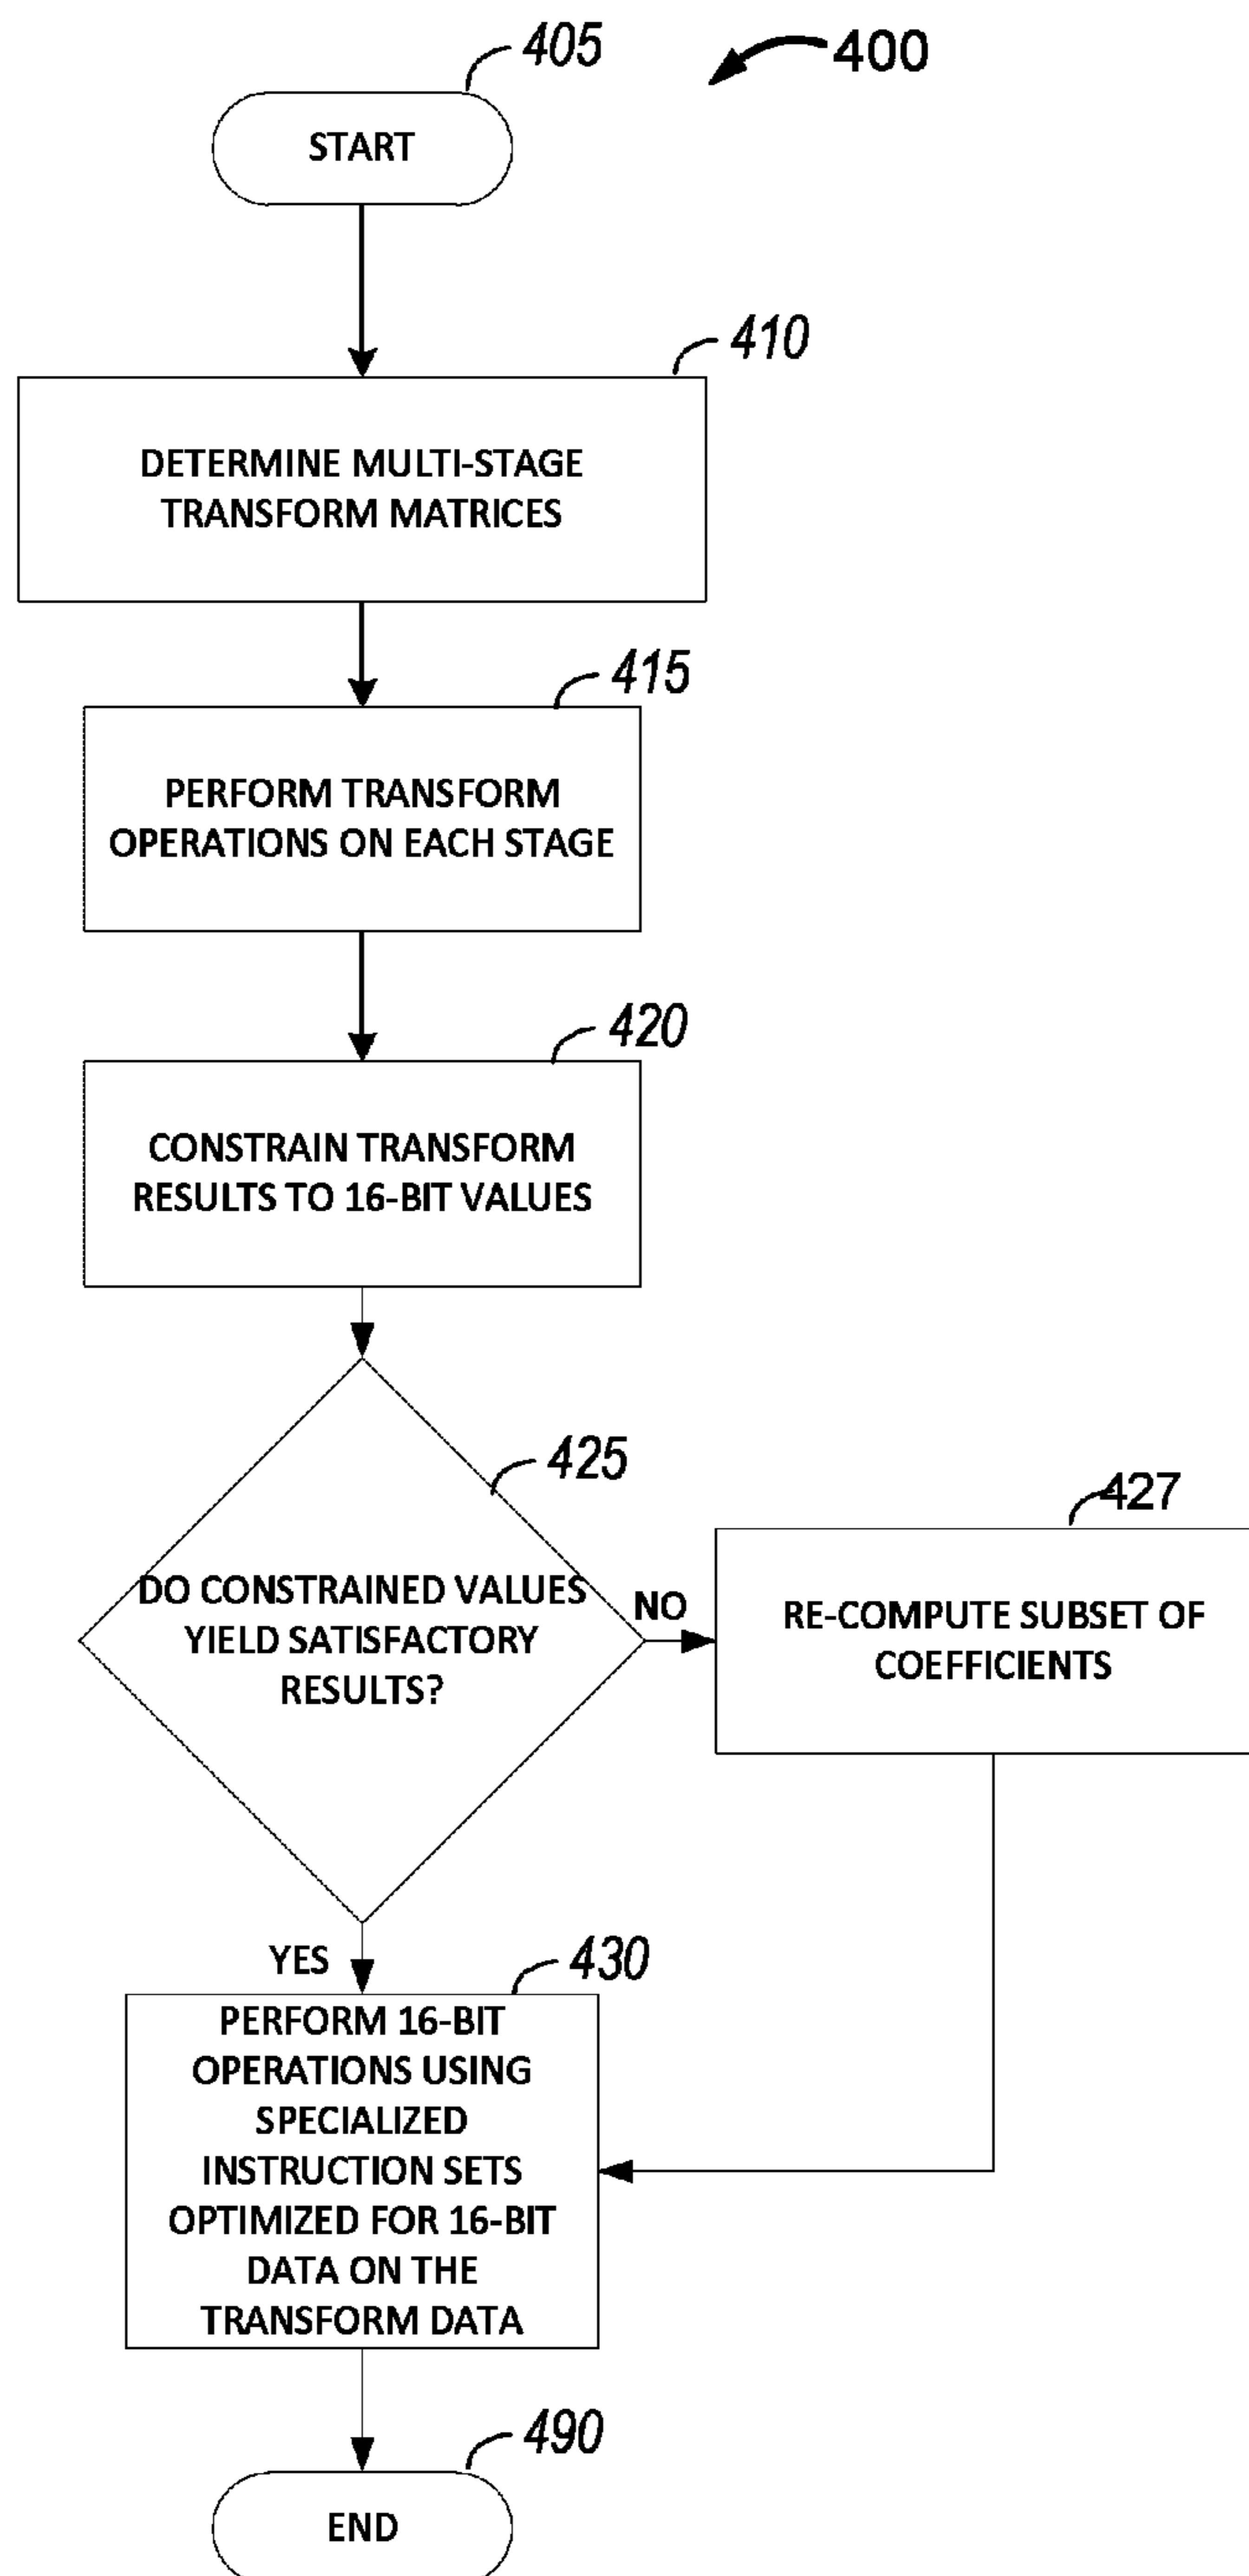 405
400
START
410
DETERMINE MULTI-STAGE
TRANSFORM MATRICES
415
PERFORM TRANSFORM
OPERATIONS ON EACH STAGE
420
CONSTRAIN TRANSFORM
RESULTS TO 16-BIT VALUES
425
DO CONSTRAINED VALUES
YIELD SATISFACTORY
RESULTS?
NO
427
RE-COMPUTE SUBSET OF
COEFFICIENTS
YES
430
PERFORM 16-BIT
OPERATIONS USING
SPECIALIZED
INSTRUCTION SETS
OPTIMIZED FOR 16-BIT
DATA ON THE
TRANSFORM DATA
490
END